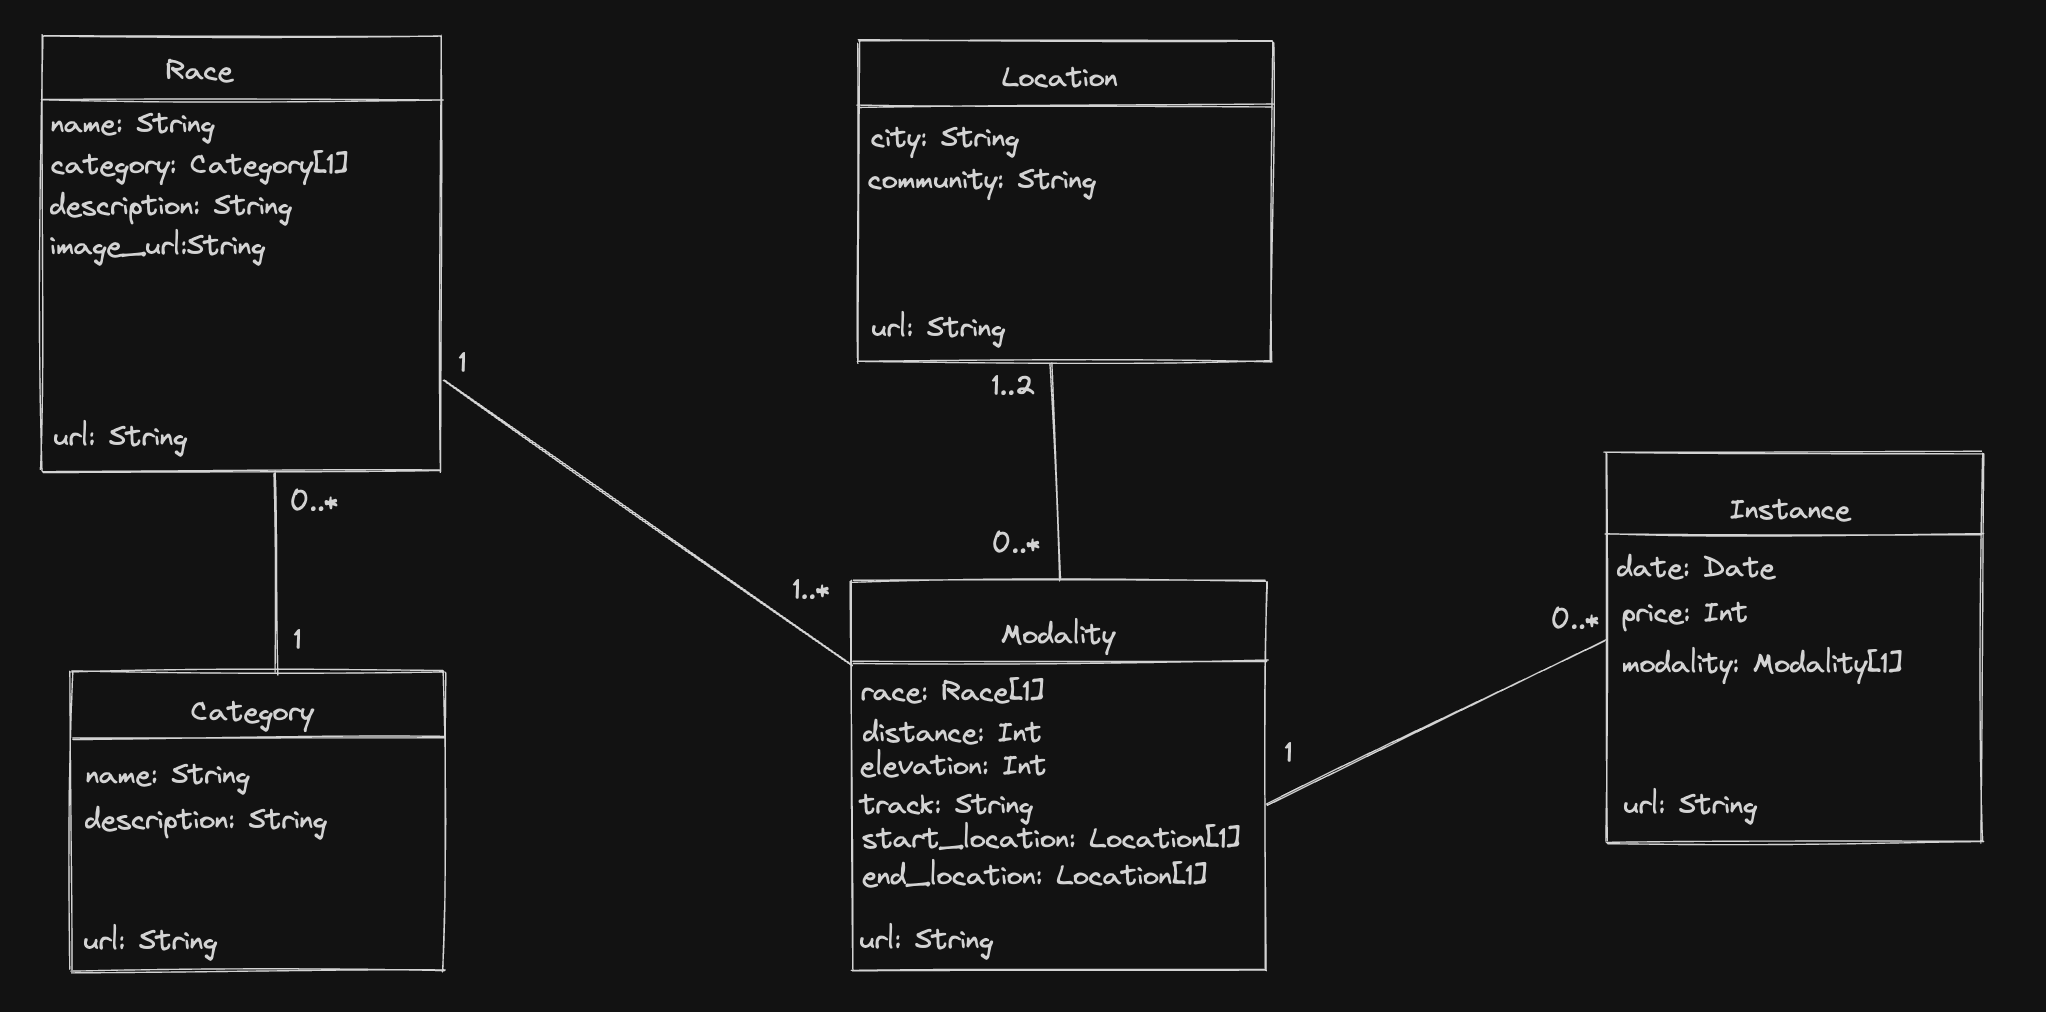 Race
name: String
category: Category[1]
description: String
image_url:String
url: String
Location
city: String
community: String
url: String
1
1..2
0..*
0..*
1..*
1
Category
name: String
description: String
url: String
Modality
race: Race[1]
distance: Int
elevation: Int
track: String
start_location: Location[1]
end_location: Location[1]
url: String
1
0..*
Instance
date: Date
price: Int
modality: Modality[1]
url: String